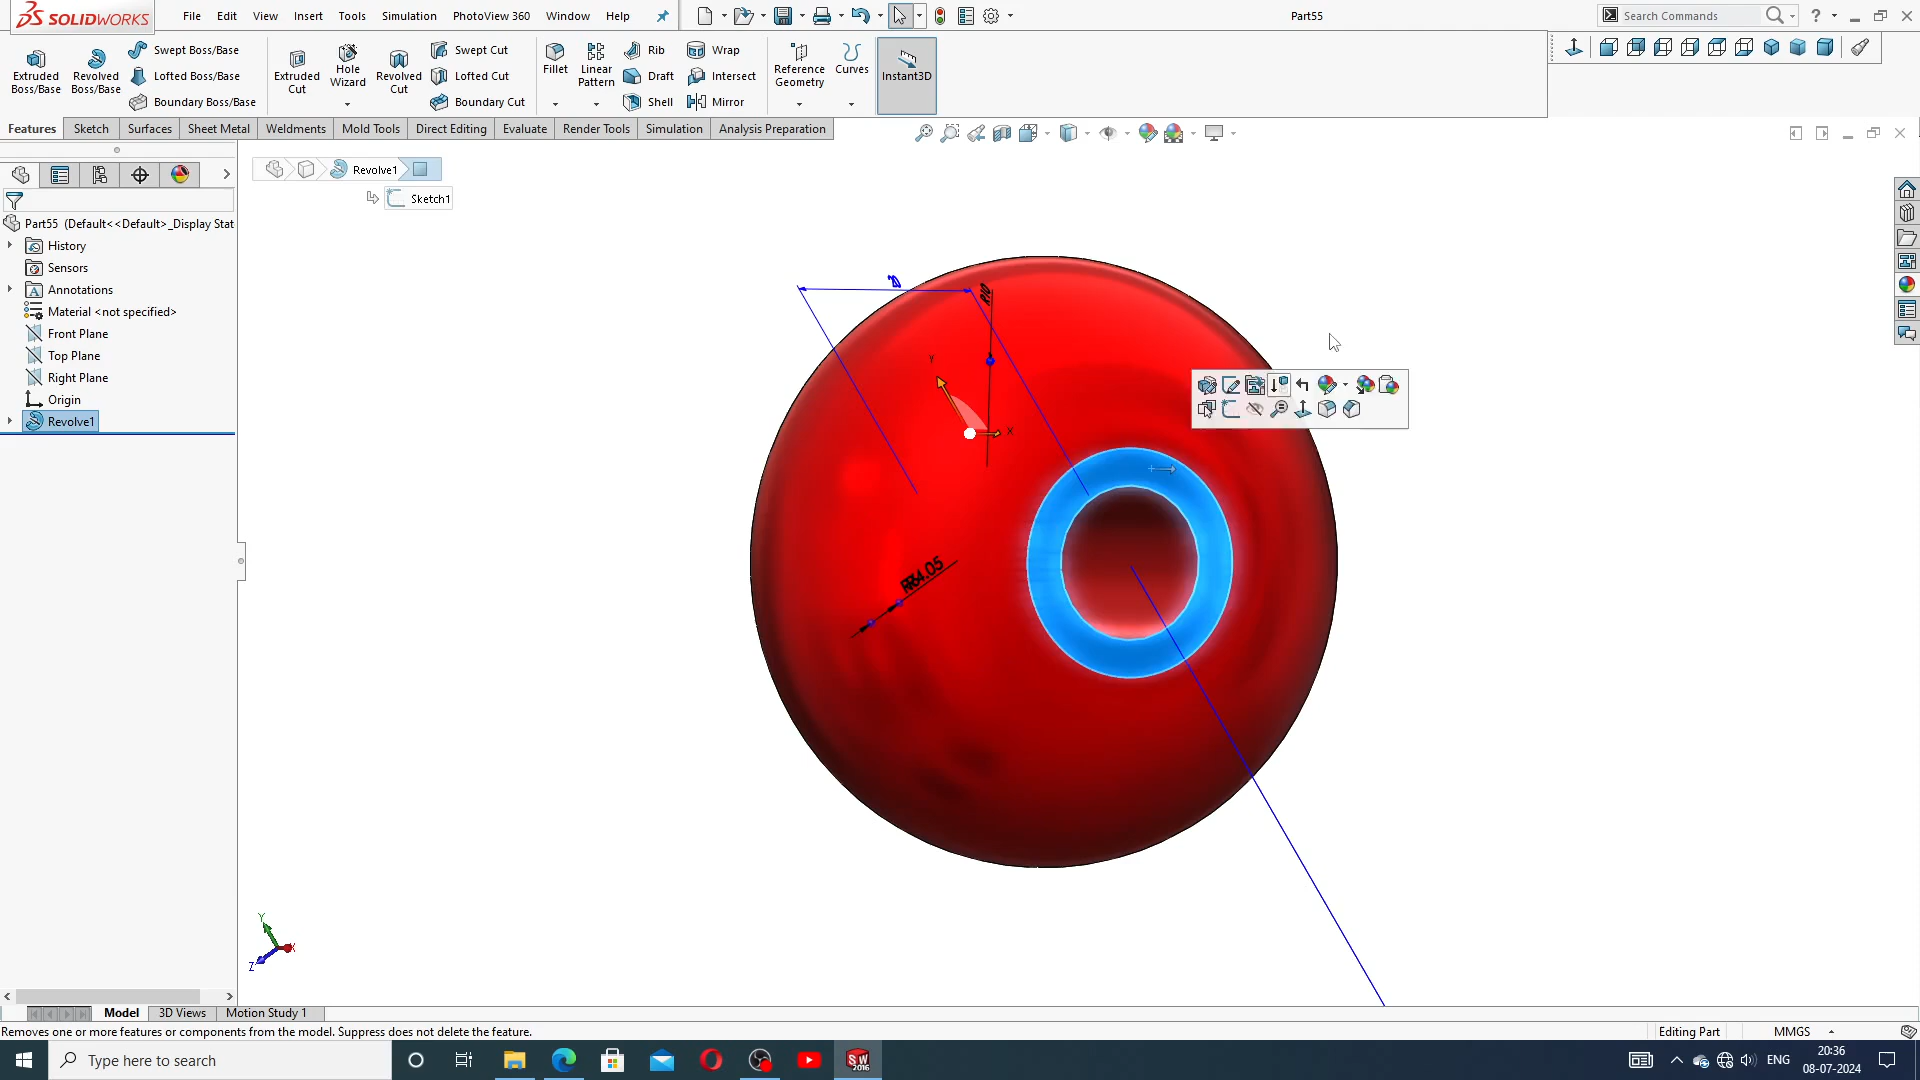 SOLIDWORKS File Edit View Insert Tools Simulation PhotoView 360 Window Help Part55 Search Commands
Extruded Boss/Base
Revolved Boss/Base
Swept Boss/Base
Lofted Boss/Base
Boundary Boss/Base
Extruded Cut
Hole Wizard
Revolved Cut
Swept Cut
Lofted Cut
Boundary Cut
Fillet
Linear Pattern
Rib
Draft
Shell
Wrap
Intersect
Mirror
Reference Geometry
Curves
Instant3D
Features Sketch Surfaces Sheet Metal Weldments Mold Tools Direct Editing Evaluate Render Tools Simulation Analysis Preparation
Revolve1
Sketch1
Part55 (Default<<Default>_Display Stat
History
Sensors
Annotations
Material <not specified>
Front Plane
Top Plane
Right Plane
Origin
Revolve1
R10
Y
X
Y
X
Z
Model 3D Views Motion Study 1
Removes one or more features or components from the model. Suppress does not delete the feature.
Editing Part MMGS
Type here to search
SW
2016
ENG
20:36
08-07-2024